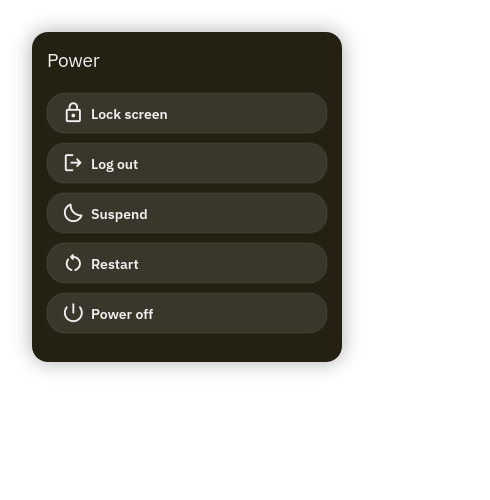 Power
Lock screen
Log out
Suspend
Restart
Power off